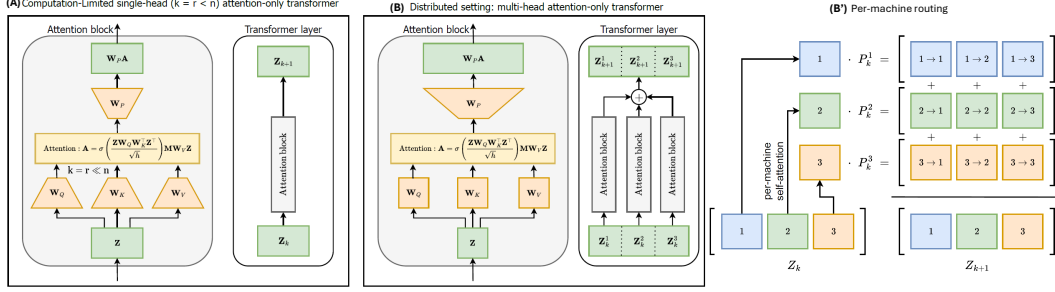 (A) Computation-Limited single-head (k = r < n) attention-only transformer
Attention block
Transformer layer
W_P A
Z_{k+1}
W_P
Attention : A = σ ( ZW_Q W_K^⊤ Z^⊤ / √h ) MW_V Z
k = r ≪ n
W_Q
W_K
W_V
Attention block
Z
Z_k
(B) Distributed setting: multi-head attention-only transformer
Attention block
Transformer layer
W_P A
Z^1_{k+1} Z^2_{k+1} Z^3_{k+1}
W_P
+
Attention : A = σ ( ZW_Q W_K^⊤ Z^⊤ / √h ) MW_V Z
W_Q
W_K
W_V
Attention block
Attention block
Attention block
Z
Z^1_k Z^2_k Z^3_k
(B') Per-machine routing
1 · P^1_k = [ 1 → 1 1 → 2 1 → 3 ]
+ + +
2 · P^2_k = [ 2 → 1 2 → 2 2 → 3 ]
+ + +
3 · P^3_k = [ 3 → 1 3 → 2 3 → 3 ]
per-machine
self-attention
[ 1 2 3 ] [ 1 2 3 ]
Z_k Z_{k+1}